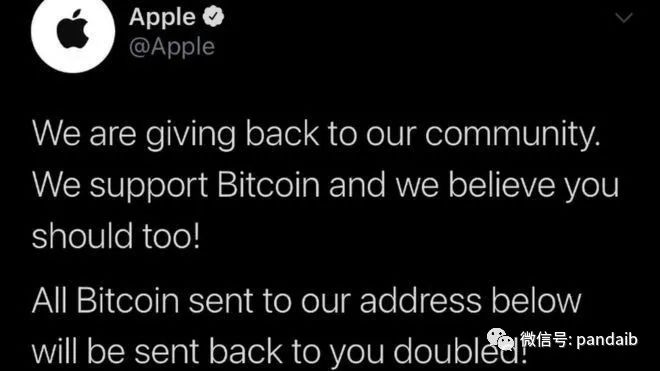 Apple
@Apple
We are giving back to our community.
We support Bitcoin and we believe you
should too!
All Bitcoin sent to our address below
will be sent back to you doubled!
微信号: pandaib